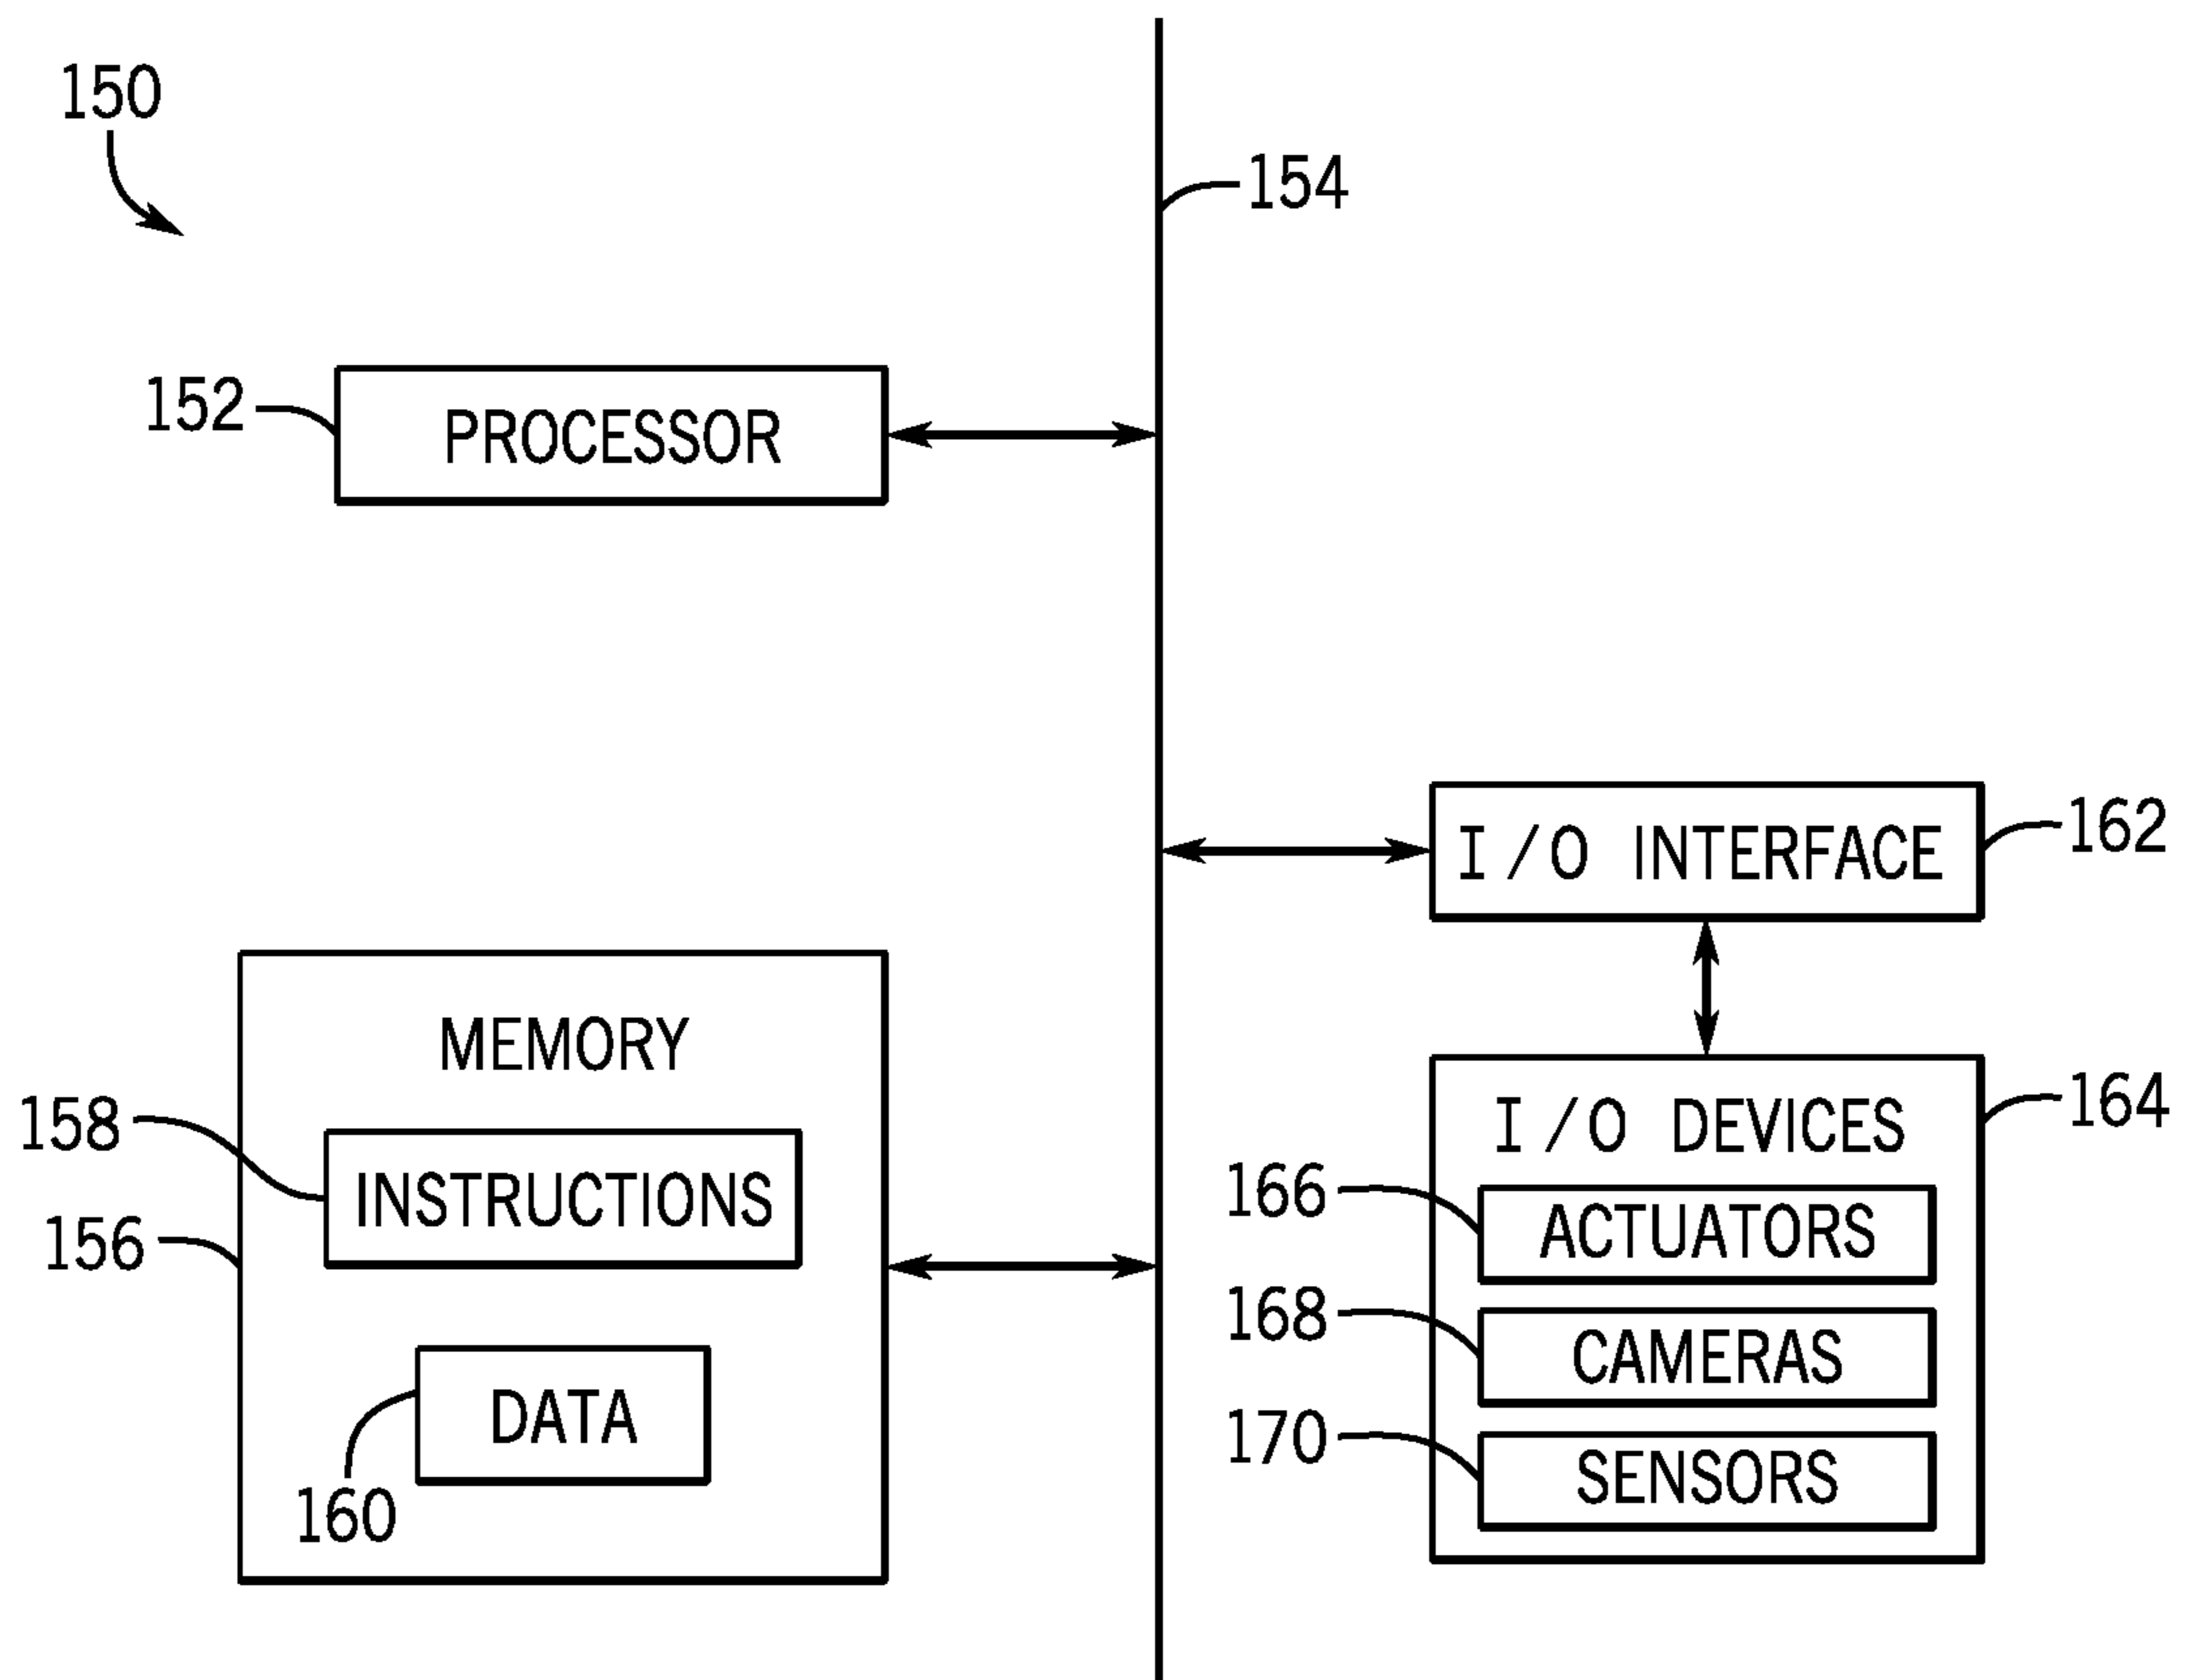 150
154
152
PROCESSOR
I/O INTERFACE
162
MEMORY
158
INSTRUCTIONS
156
DATA
160
I/O DEVICES
164
166
ACTUATORS
168
CAMERAS
170
SENSORS